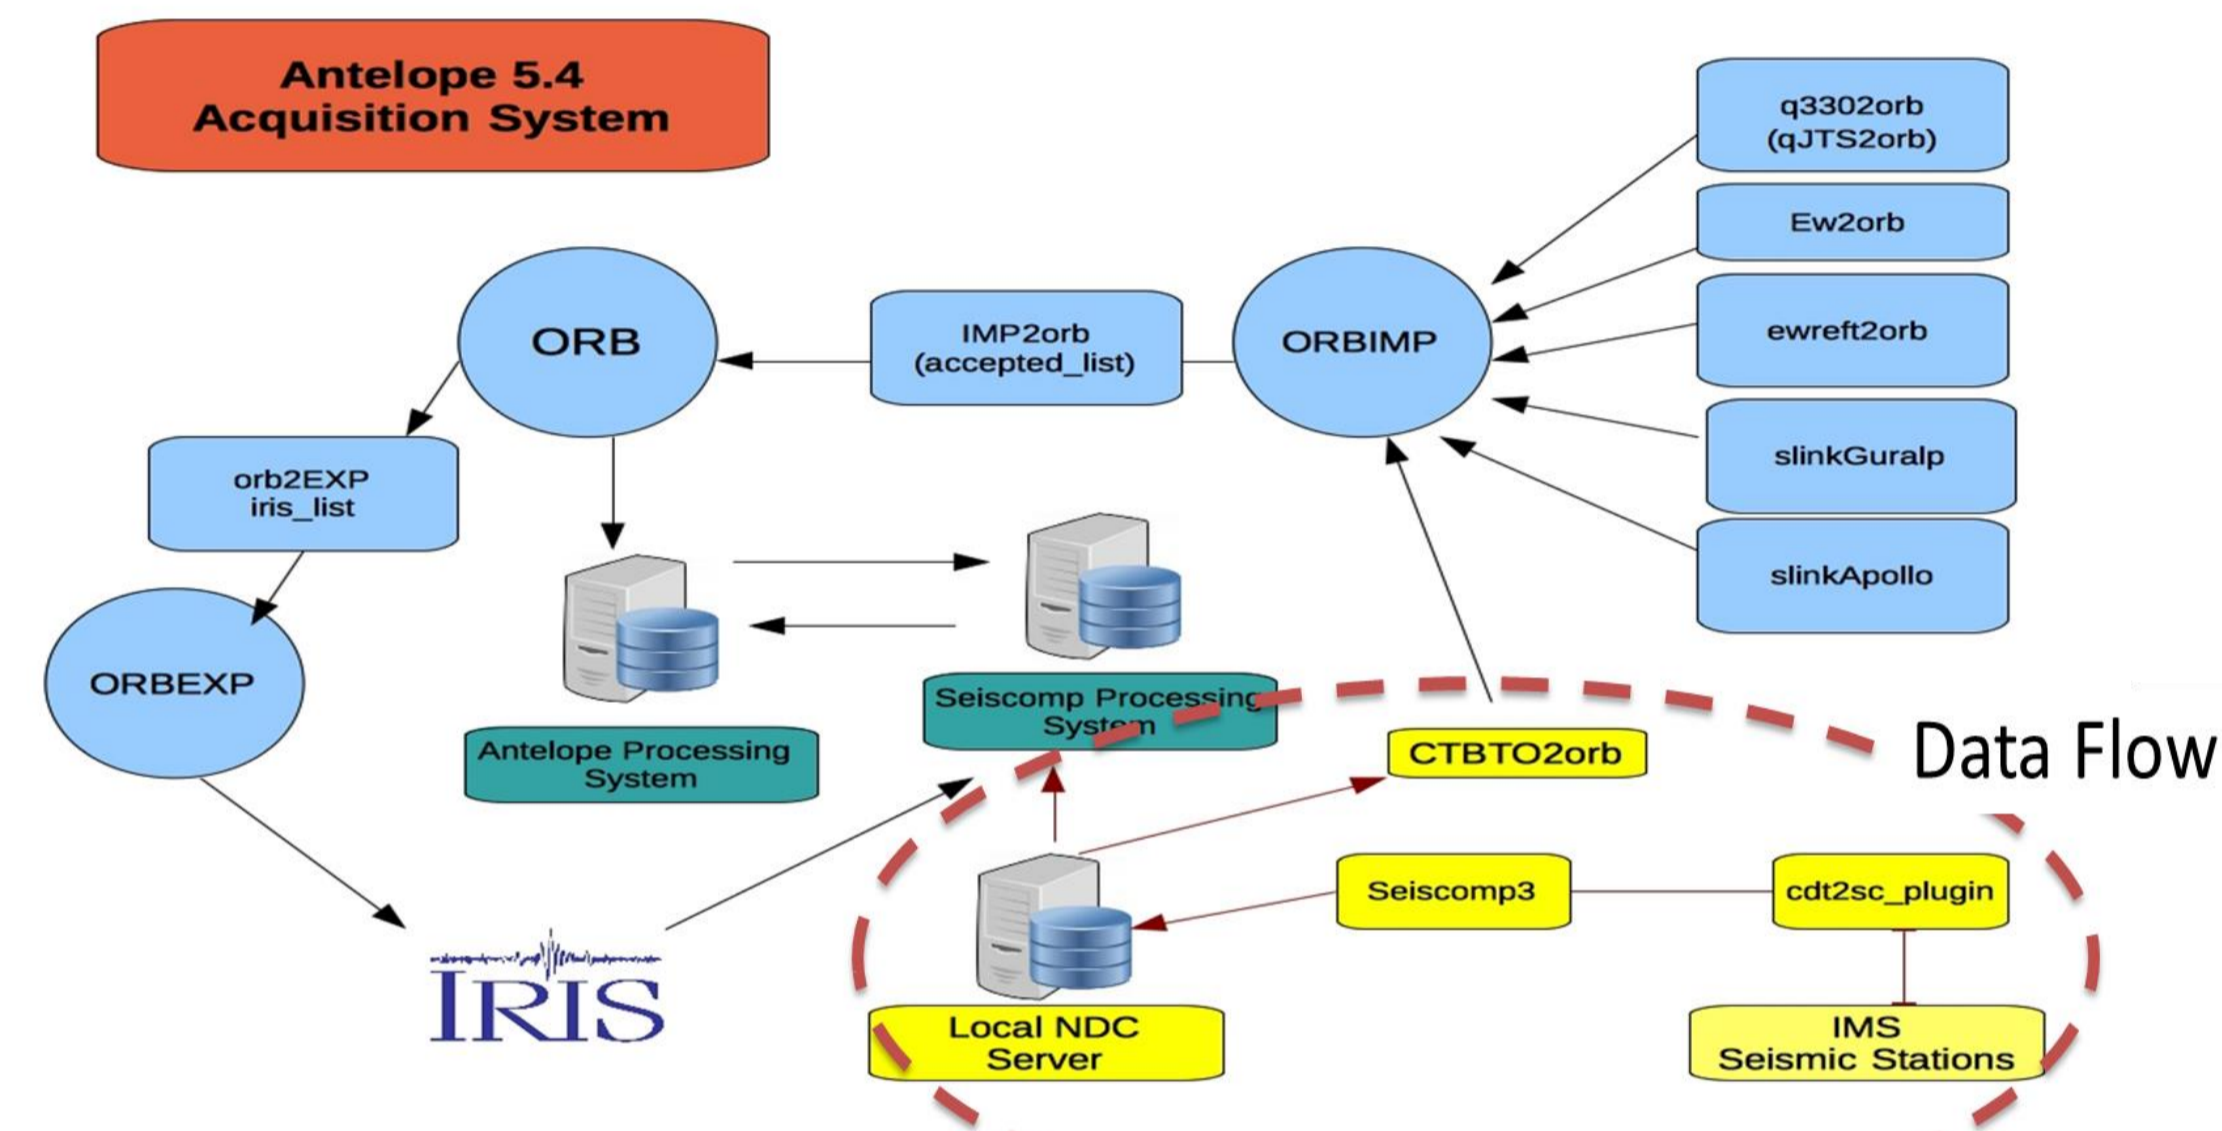 Antelope 5.4
Acquisition System
q3302orb
(qJTS2orb)
Ew2orb
ewreft2orb
slinkGuralp
slinkApollo
ORBIMP
IMP2orb
(accepted_list)
ORB
orb2EXP
iris_list
ORBEXP
Antelope Processing
System
Seiscomp Processing
System
CTBTO2orb
Data Flow
Seiscomp3
cdt2sc_plugin
IRIS
Local NDC
Server
IMS
Seismic Stations